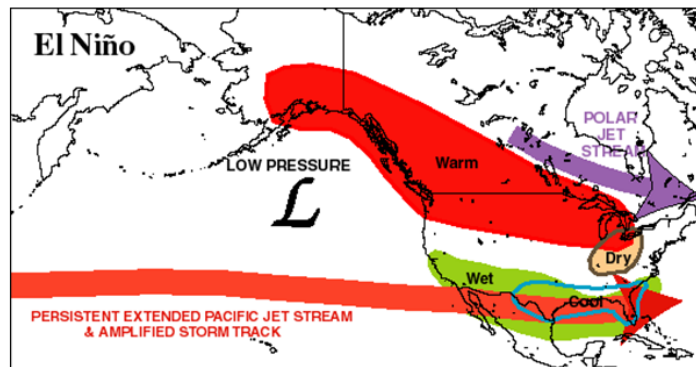 El Niño
POLAR
JET
STREAM
LOW PRESSURE
L
Warm
Dry
Wet
Cool
PERSISTENT EXTENDED PACIFIC JET STREAM
& AMPLIFIED STORM TRACK